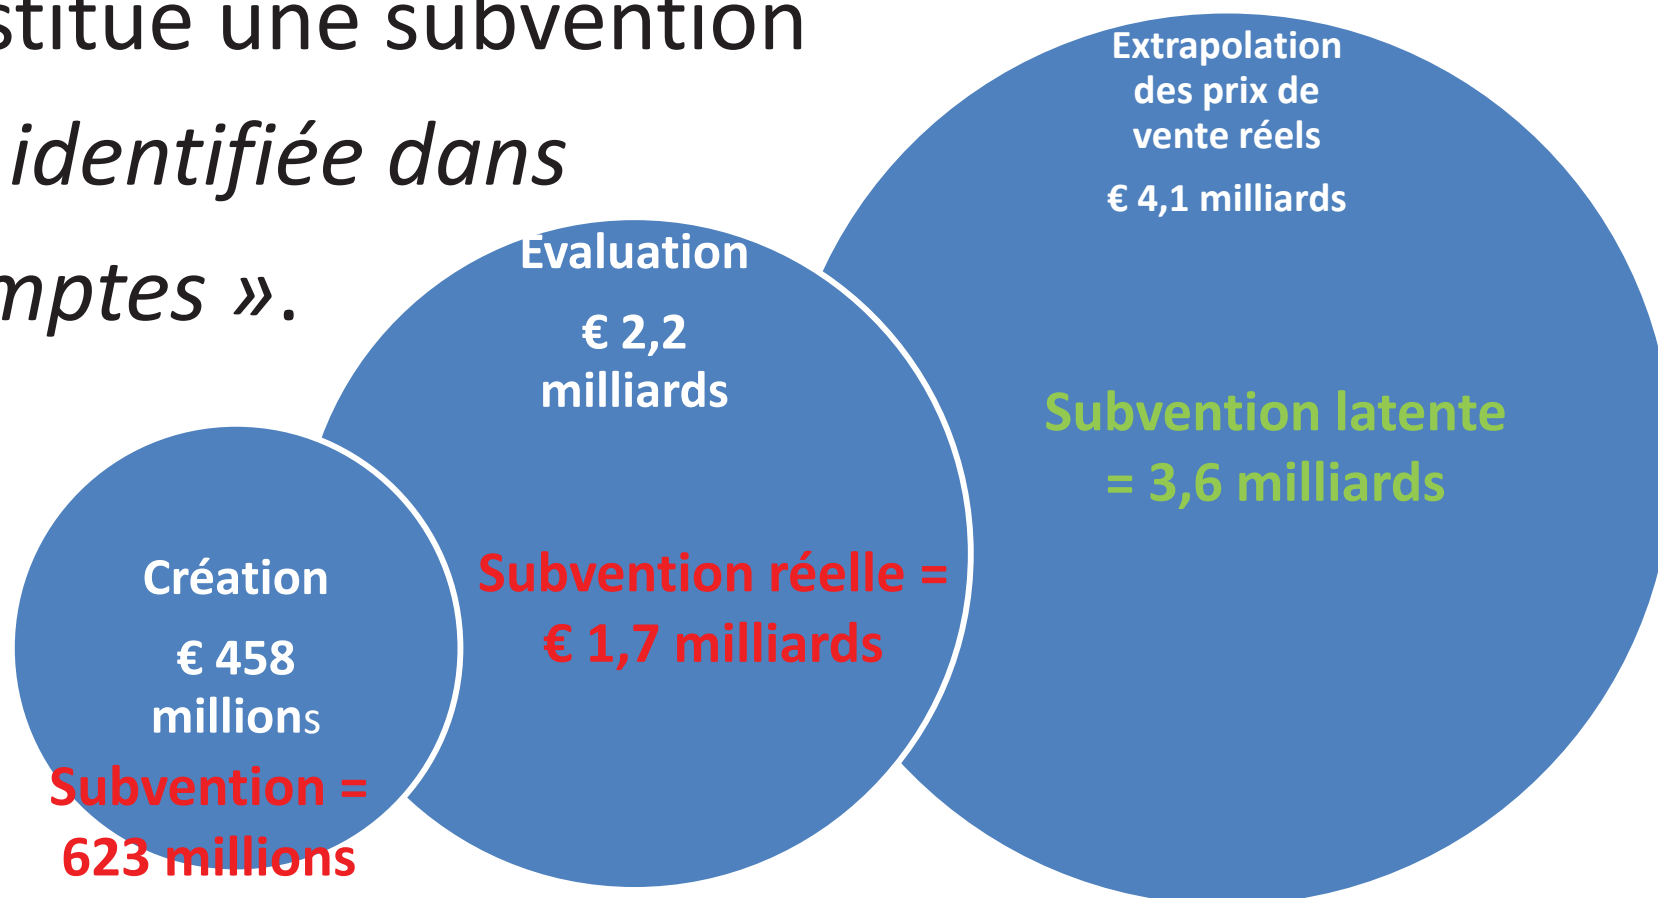 stitue une subvention
identifiée dans
mptes ».
Extrapolation
des prix de
vente réels
€ 4,1 milliards
Subvention latente
= 3,6 milliards
Evaluation
€ 2,2
milliards
Subvention réelle =
€ 1,7 milliards
Création
€ 458
millions
Subvention =
623 millions